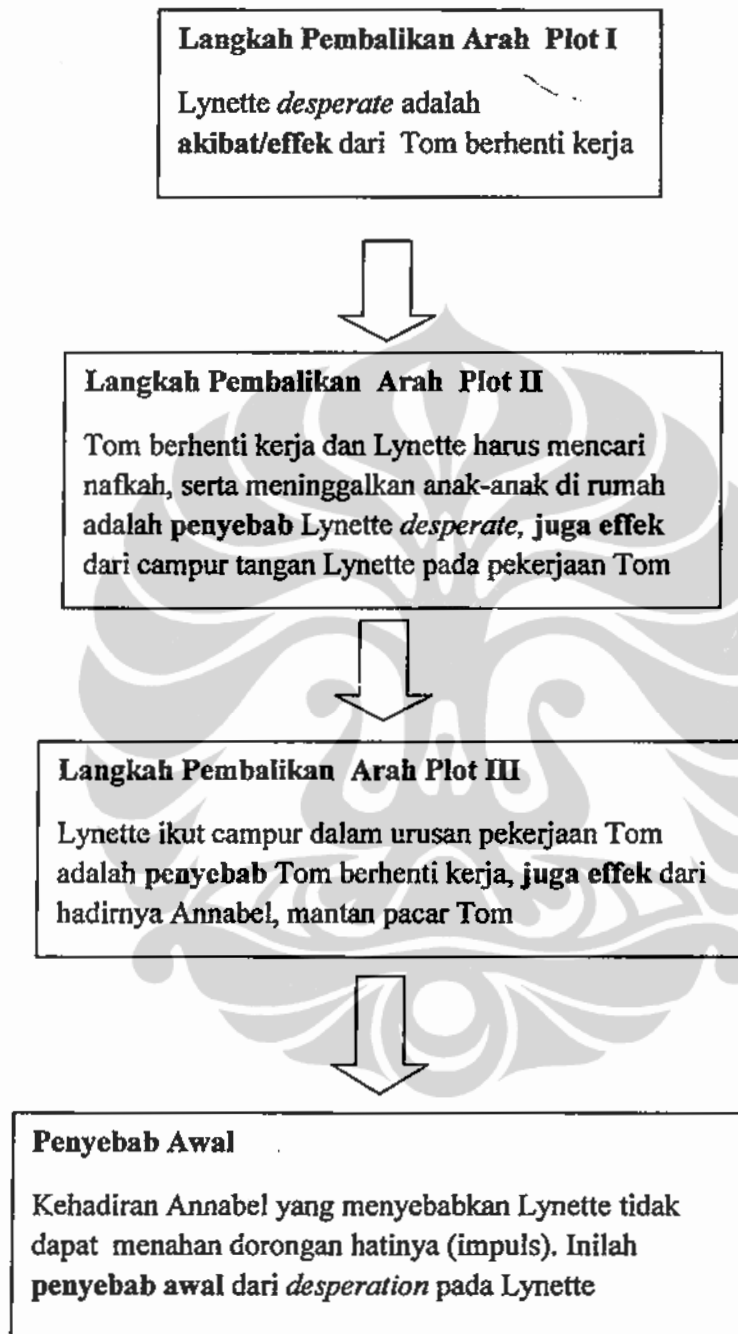 Langkah Pembalikan Arah Plot I
Lynette desperate adalah
akibat/effek dari Tom berhenti kerja
Langkah Pembalikan Arah Plot II
Tom berhenti kerja dan Lynette harus mencari
nafkah, serta meninggalkan anak-anak di rumah
adalah penyebab Lynette desperate, juga effek
dari campur tangan Lynette pada pekerjaan Tom
Langkah Pembalikan Arah Plot III
Lynette ikut campur dalam urusan pekerjaan Tom
adalah penyebab Tom berhenti kerja, juga effek dari
hadirnya Annabel, mantan pacar Tom
Penyebab Awal
Kehadiran Annabel yang menyebabkan Lynette tidak
dapat menahan dorongan hatinya (impuls). Inilah
penyebab awal dari desperation pada Lynette